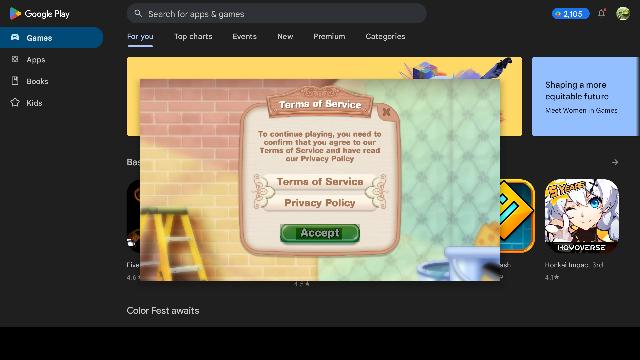 Google Play
Search for apps & games
2,105
Games
Apps
Books
Kids
For you
Top charts
Events
New
Premium
Categories
Shaping a more
equitable future
Meet Women in Games
Terms of Service
To continue playing, you need to
confirm that you agree to our
Terms of Service and have read
our Privacy Policy
Terms of Service
Privacy Policy
Accept
Bas
Five
4.6
4.5★
ash
HOYOVERSE
Honkai Impact 3rd
4.1★
Color Fest awaits